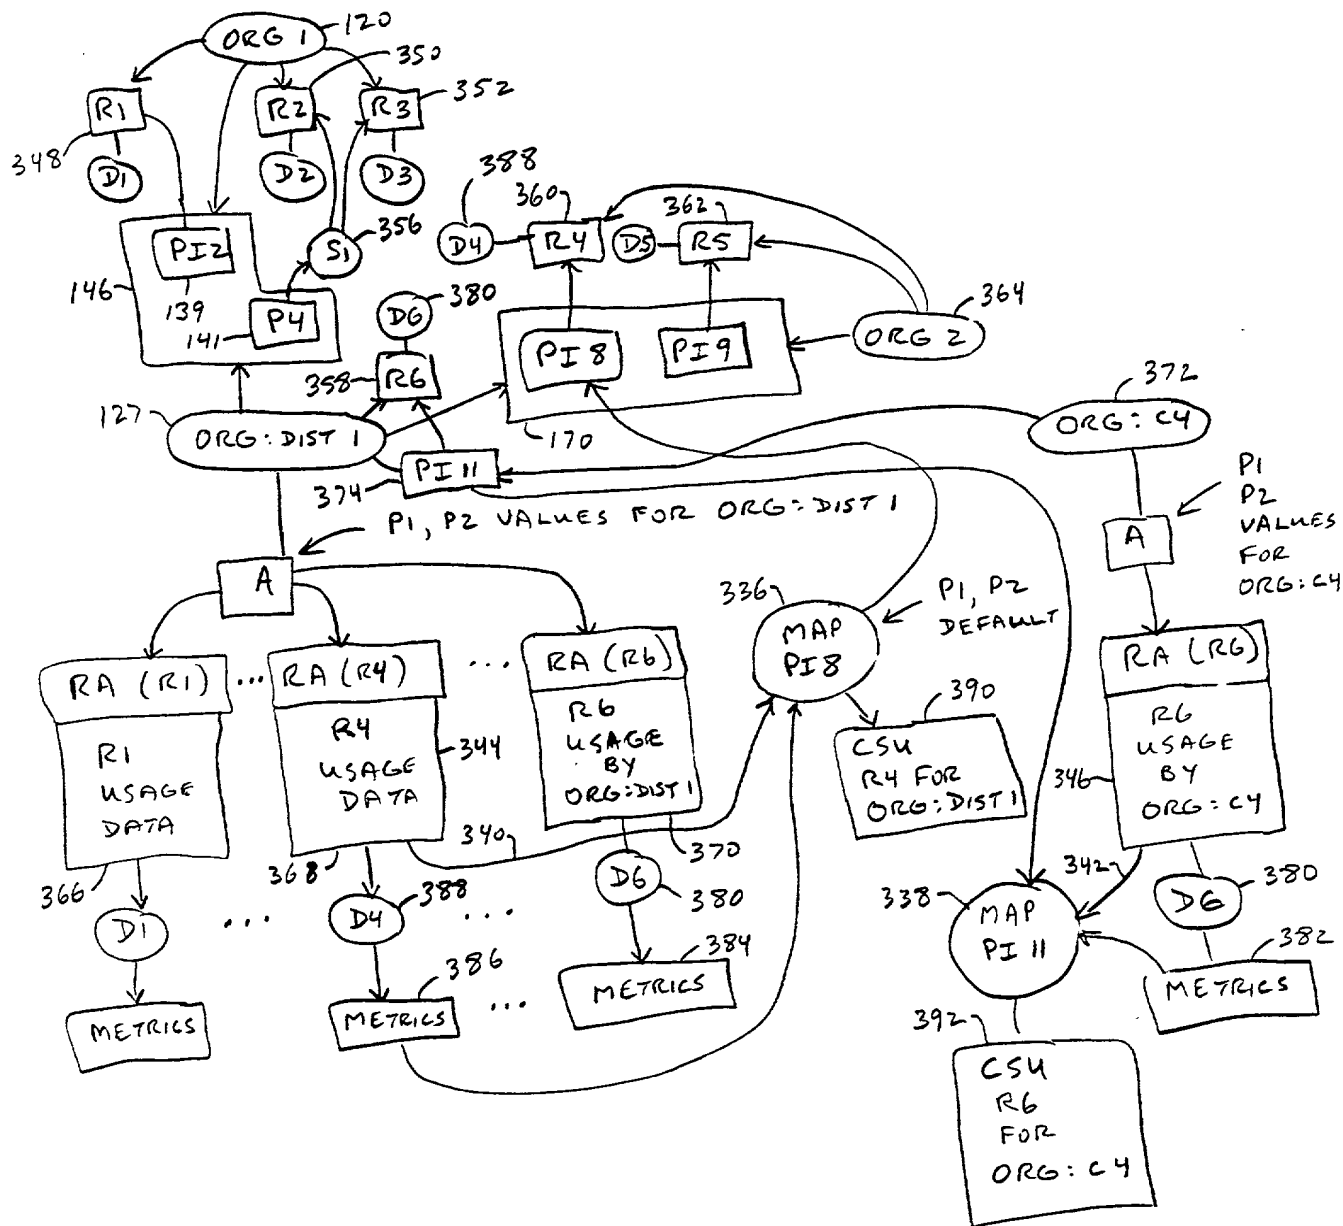 ORG 1
120
350
R1
R2
R3
352
348
D1
D2
D3
388
360
362
D4
R4
D5
R5
PI2
S1
356
146
139
P4
141
D6
380
364
PI8
PI9
ORG 2
358
R6
372
127
ORG:DIST 1
170
ORG:C4
PI 11
374
P1, P2 VALUES FOR ORG:DIST 1
P1
P2
VALUES
FOR
ORG:C4
A
A
336
MAP
PI8
P1, P2
DEFAULT
RA (R1)
...
RA (R4)
...
RA (R6)
RA (R6)
R1
USAGE
DATA
R4
USAGE
DATA
344
R6
USAGE
BY
ORG:DIST 1
390
CSU
R4 FOR
ORG:DIST 1
R6
USAGE
BY
ORG:C4
346
366
368
340
370
342
D1
...
D4
388
...
D6
380
338
MAP
PI 11
D6
380
386
384
382
METRICS
METRICS
...
METRICS
METRICS
392
CSU
R6
FOR
ORG:C4